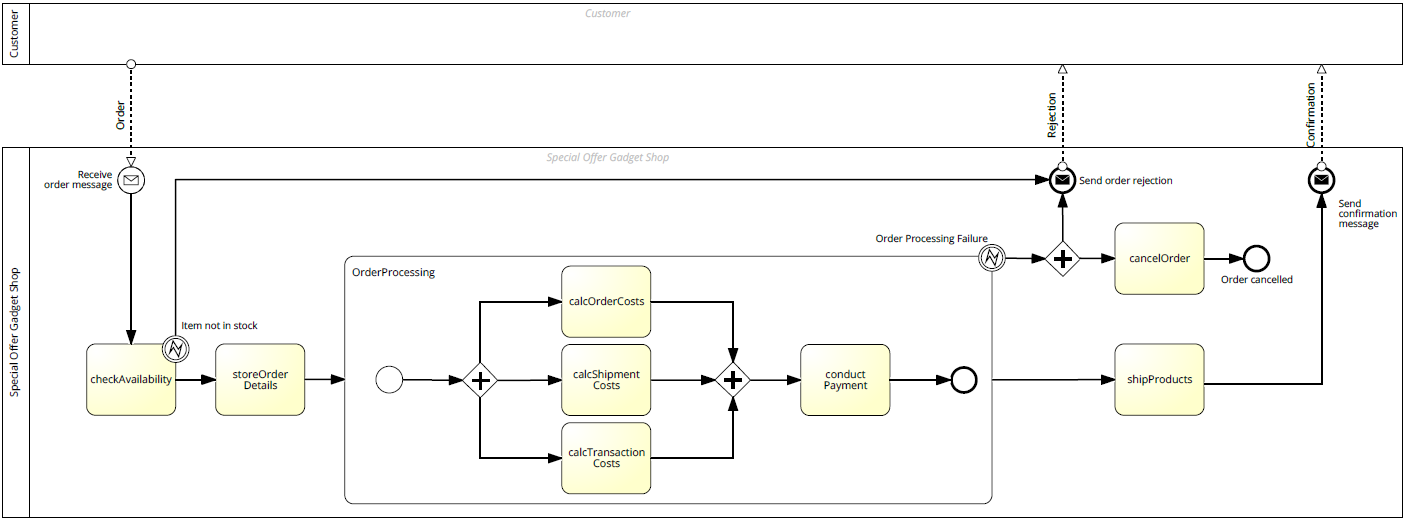 Customer
Customer
Order
Rejection
Confirmation
Special Offer Gadget Shop
Special Offer Gadget Shop
Receive
order message
Send order rejection
Send
confirmation
message
Order Processing Failure
cancelOrder
Order cancelled
OrderProcessing
calcOrderCosts
Item not in stock
checkAvailability
storeOrder
Details
calcShipment
Costs
conduct
Payment
shipProducts
calcTransaction
Costs